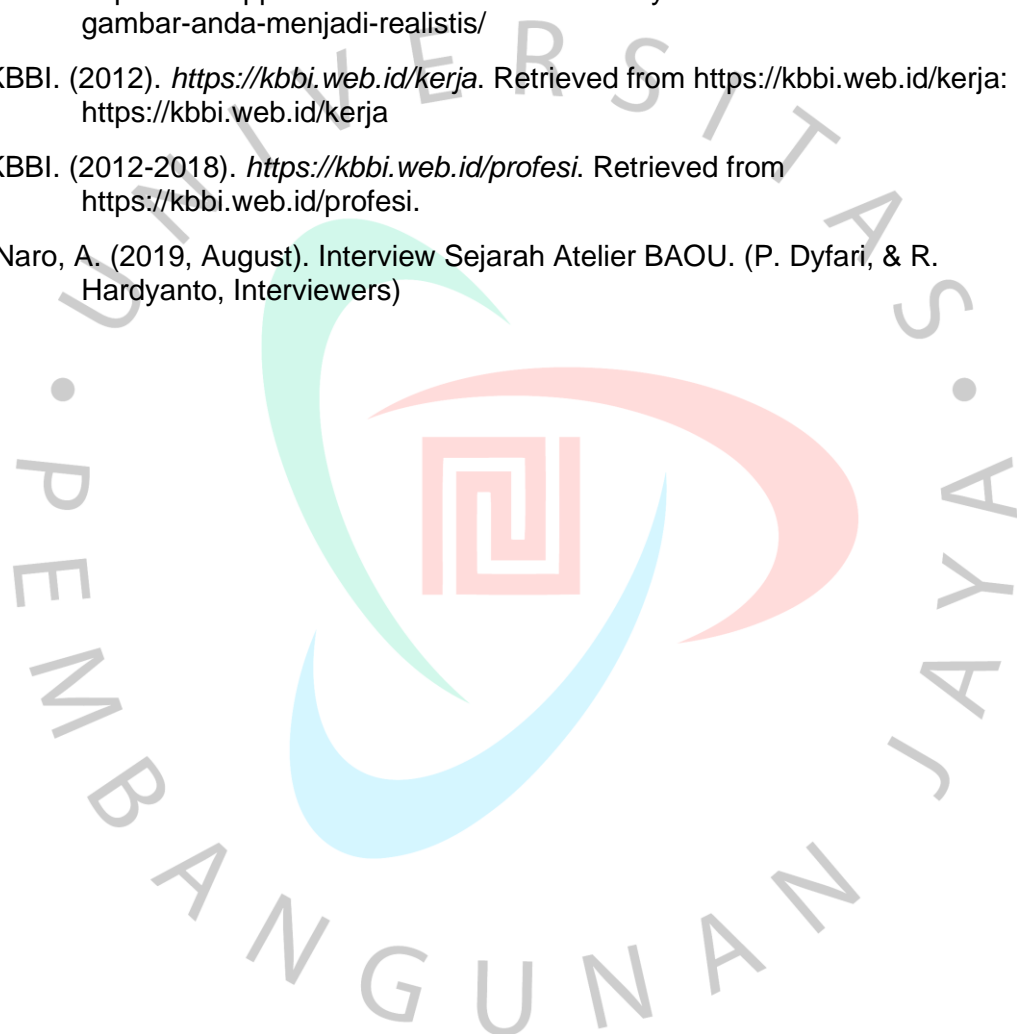 gambar-anda-menjadi-realistis/
KBBI. (2012). https://kbbi.web.id/kerja. Retrieved from https://kbbi.web.id/kerja:
https://kbbi.web.id/kerja
KBBI. (2012-2018). https://kbbi.web.id/profesi. Retrieved from
https://kbbi.web.id/profesi.
Naro, A. (2019, August). Interview Sejarah Atelier BAOU. (P. Dyfari, & R.
Hardyanto, Interviewers)
UNIVERSITAS
• PEMBANGUNAN JAYA •